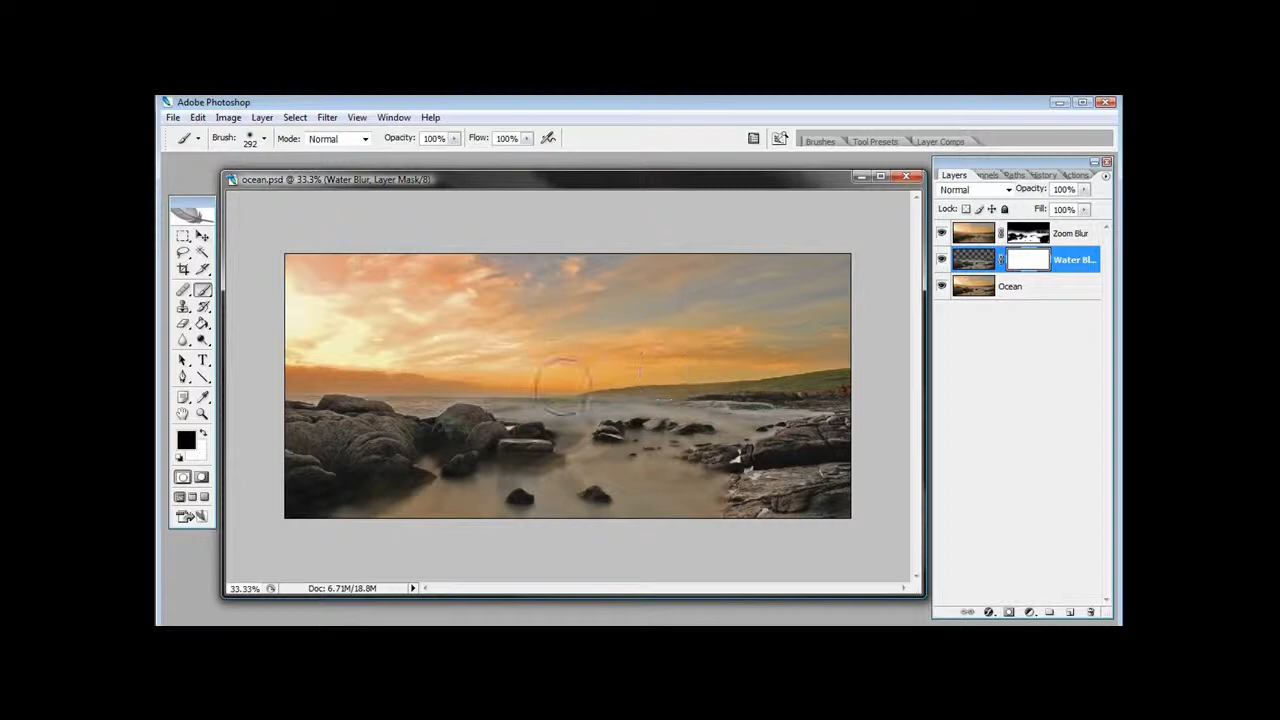 Adobe Photoshop
File Edit Image Layer Select Filter View Window Help
Brush: 292 Mode: Normal Opacity: 100% Flow: 100% Brushes Tool Presets Layer Comps
ocean.psd @ 33.3% (Water Blur, Layer Mask/8)
Layers nnels Paths History Actions
Normal Opacity: 100%
Lock: Fill: 100%
Zoom Blur
Water Bl...
Ocean
T
33.33% Doc: 6.71M/18.8M